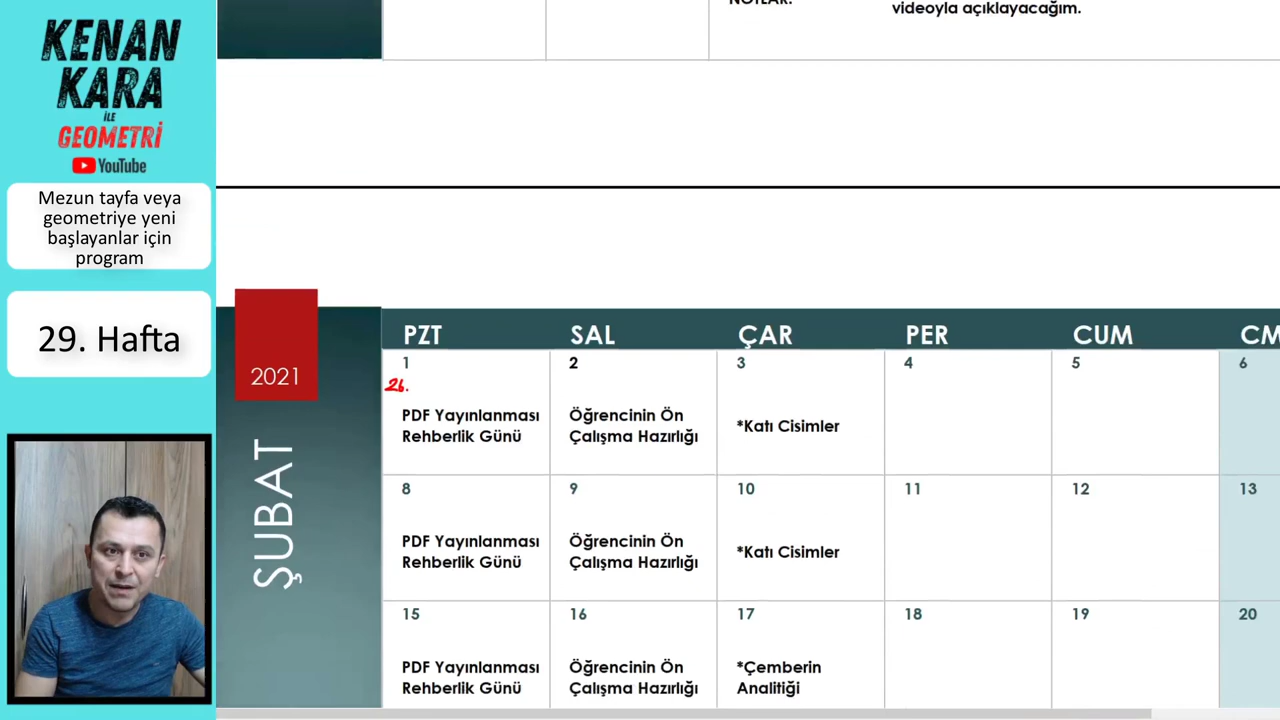 KENAN
KARA
İLE
GEOMETRİ
YouTube
Mezun tayfa veya
geometriye yeni
başlayanlar için
program
29. Hafta
videoyla açıklayacağım.
2021
ŞUBAT
PZT SAL ÇAR PER CUM CM
1 2 3 4 5 6
26.
PDF Yayınlanması Öğrencinin Ön *Katı Cisimler
Rehberlik Günü Çalışma Hazırlığı
8 9 10 11 12 13
PDF Yayınlanması Öğrencinin Ön *Katı Cisimler
Rehberlik Günü Çalışma Hazırlığı
15 16 17 18 19 20
PDF Yayınlanması Öğrencinin Ön *Çemberin
Rehberlik Günü Çalışma Hazırlığı Analitiği